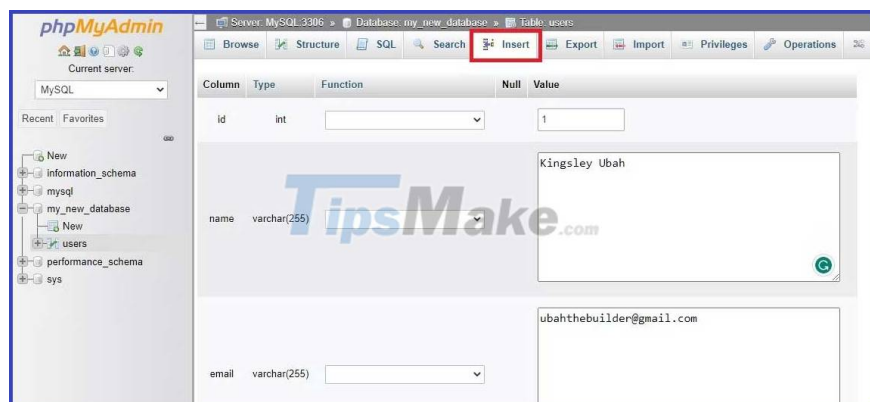 phpMyAdmin
Current server:
MySQL
Recent Favorites
New
information_schema
mysql
my_new_database
New
users
performance_schema
sys
Server: MySQL:3306 » Database: my_new_database » Table: users
Browse Structure SQL Search Insert Export Import Privileges Operations
Column Type Function Null Value
id int 1
Kingsley Ubah
name varchar(255)
TipsMake.com
ubahthebuilder@gmail.com
email varchar(255)